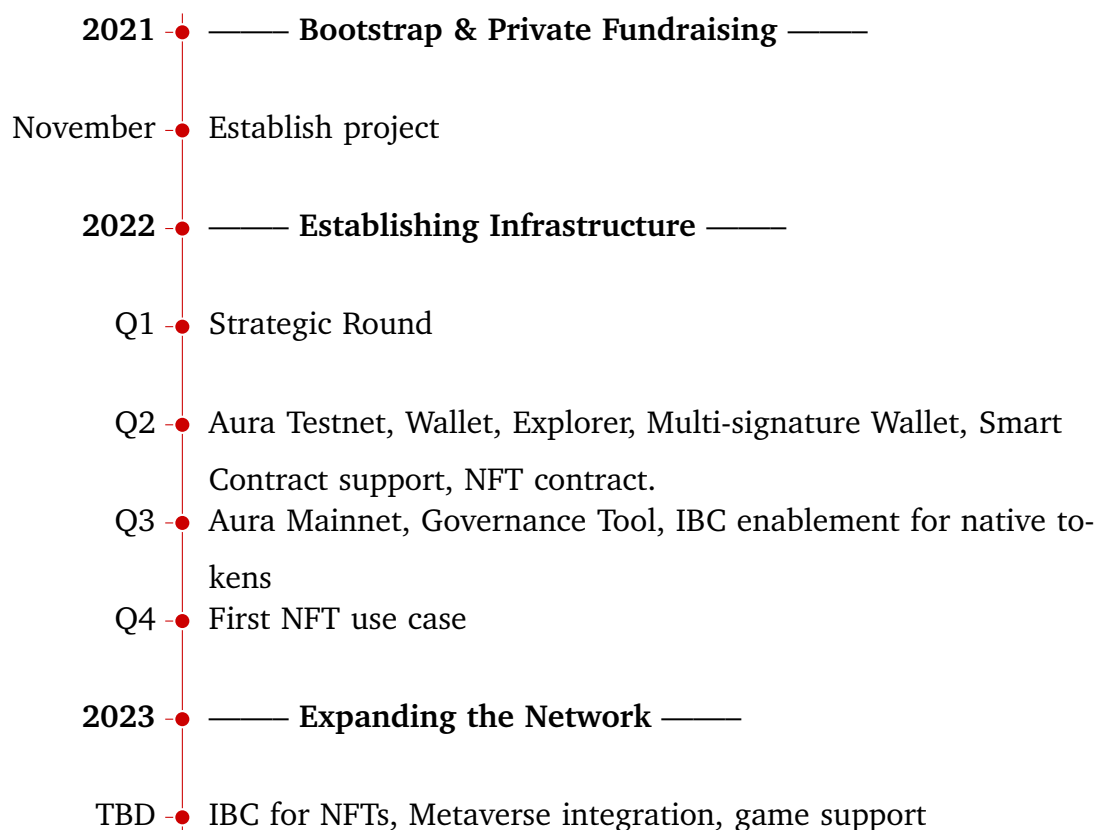 2021 —— Bootstrap & Private Fundraising ——
November Establish project
2022 —— Establishing Infrastructure ——
Q1 Strategic Round
Q2 Aura Testnet, Wallet, Explorer, Multi-signature Wallet, Smart
Contract support, NFT contract.
Q3 Aura Mainnet, Governance Tool, IBC enablement for native to-
kens
Q4 First NFT use case
2023 —— Expanding the Network ——
TBD IBC for NFTs, Metaverse integration, game support